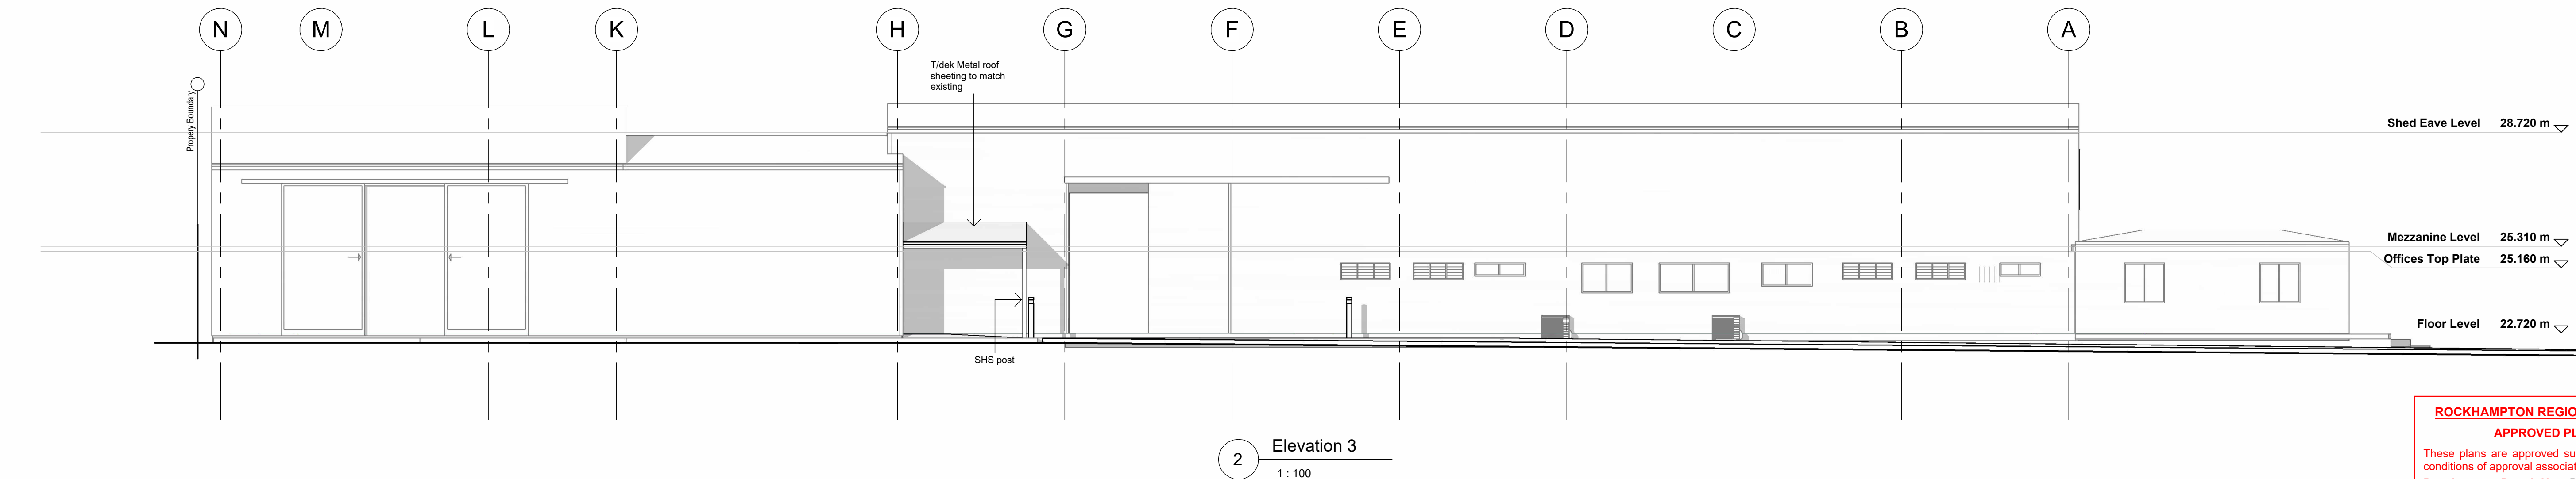 N M L K H G F E D C B A
T/dek Metal roof
sheeting to match
existing
Propery Boundary
Shed Eave Level 28.720 m
Mezzanine Level 25.310 m
Offices Top Plate 25.160 m
Floor Level 22.720 m
SHS post
2 Elevation 3
1 : 100
ROCKHAMPTON REGIO
APPROVED PL
These plans are approved su
conditions of approval associat